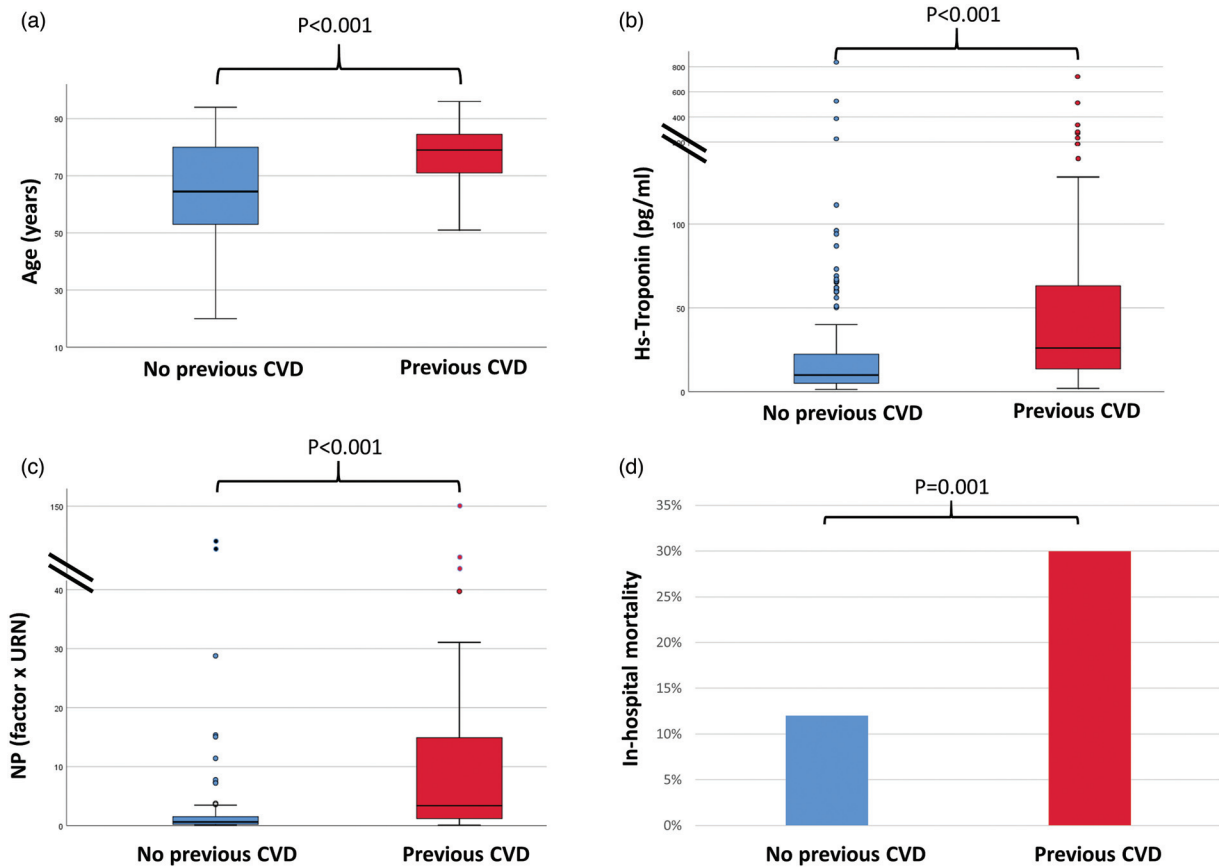 (a)
P<0.001
90
70
50
30
10
Age (years)
No previous CVD
Previous CVD
(b)
P<0.001
800
600
400
100
50
0
Hs-Troponin (pg/ml)
No previous CVD
Previous CVD
(c)
P<0.001
150
40
30
20
10
0
NP (factor x URN)
No previous CVD
Previous CVD
(d)
P=0.001
35%
30%
25%
20%
15%
10%
5%
0%
In-hospital mortality
No previous CVD
Previous CVD